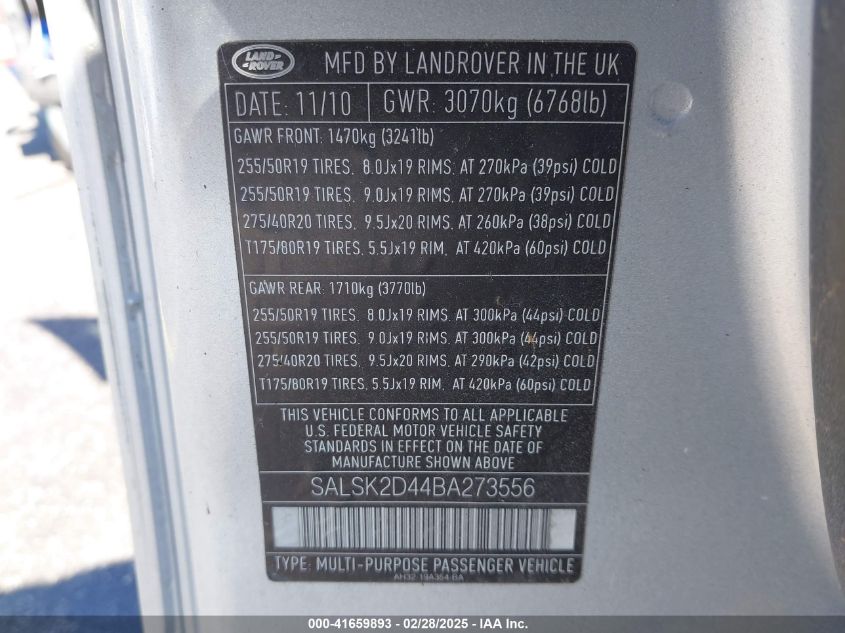 LAND ROVER
MFD BY LANDROVER IN THE UK
DATE: 11/10 GWR: 3070kg (6768lb)
GAWR FRONT: 1470kg (3241lb)
255/50R19 TIRES, 8.0Jx19 RIMS, AT 270kPa (39psi) COLD
255/50R19 TIRES, 9.0Jx19 RIMS, AT 270kPa (39psi) COLD
275/40R20 TIRES, 9.5Jx20 RIMS, AT 260kPa (38psi) COLD
T175/80R19 TIRES, 5.5Jx19 RIM, AT 420kPa (60psi) COLD
GAWR REAR: 1710kg (3770lb)
255/50R19 TIRES, 8.0Jx19 RIMS, AT 300kPa (44psi) COLD
255/50R19 TIRES, 9.0Jx19 RIMS, AT 300kPa (44psi) COLD
275/40R20 TIRES, 9.5Jx20 RIMS, AT 290kPa (42psi) COLD
T175/80R19 TIRES, 5.5Jx19 RIM, AT 420kPa (60psi) COLD
THIS VEHICLE CONFORMS TO ALL APPLICABLE
U.S. FEDERAL MOTOR VEHICLE SAFETY
STANDARDS IN EFFECT ON THE DATE OF
MANUFACTURE SHOWN ABOVE
SALSK2D44BA273556
TYPE: MULTI-PURPOSE PASSENGER VEHICLE
AH32 19A354 BA
000-41659893 - 02/28/2025 - IAA Inc.